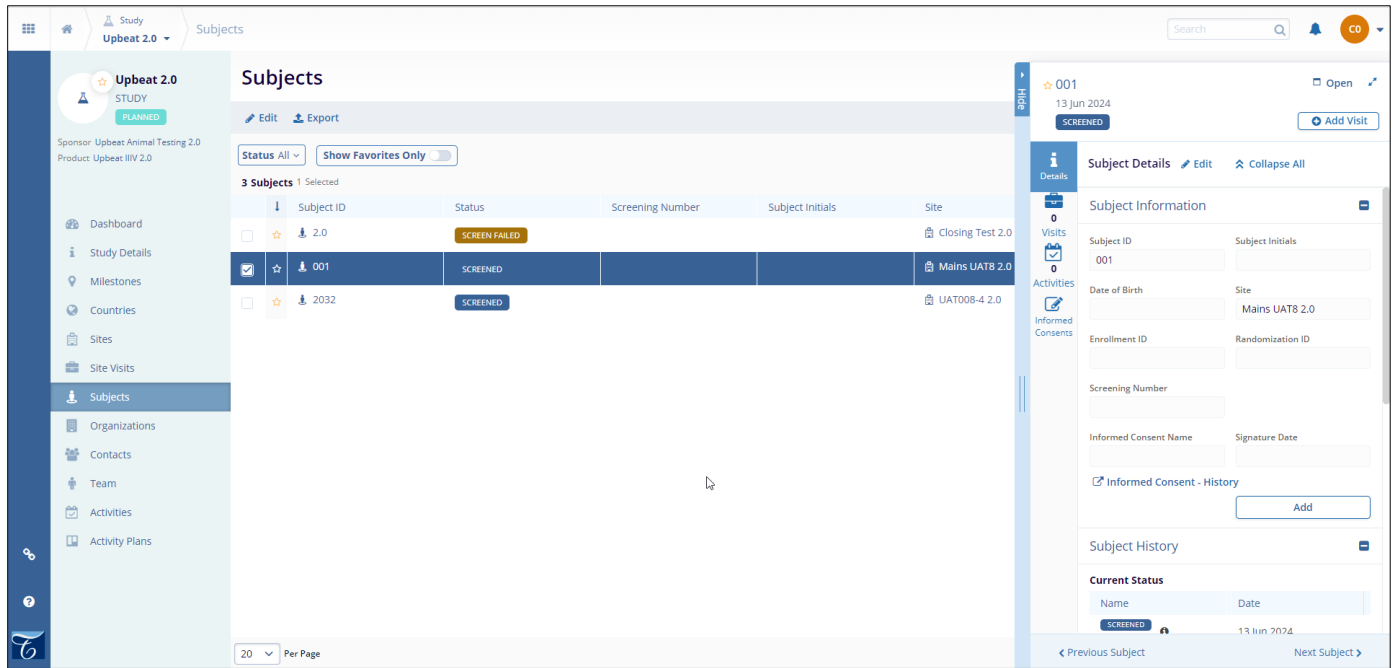 Study
Upbeat 2.0
Subjects
Search
C0
Upbeat 2.0
STUDY
PLANNED
Sponsor Upbeat Animal Testing 2.0
Product Upbeat IIIV 2.0
Dashboard
Study Details
Milestones
Countries
Sites
Site Visits
Subjects
Organizations
Contacts
Team
Activities
Activity Plans
Subjects
Edit Export
Status All Show Favorites Only
3 Subjects 1 Selected
Subject ID Status Screening Number Subject Initials Site
2.0 SCREEN FAILED Closing Test 2.0
001 SCREENED Mains UAT8 2.0
2032 SCREENED UAT008-4 2.0
20 Per Page
Hide
001 Open
13 Jun 2024
SCREENED Add Visit
Details
0
Visits
0
Activities
Informed
Consents
Subject Details Edit Collapse All
Subject Information
Subject ID Subject Initials
001
Date of Birth Site
Mains UAT8 2.0
Enrollment ID Randomization ID
Screening Number
Informed Consent Name Signature Date
Informed Consent - History
Add
Subject History
Current Status
Name Date
SCREENED 13 Jun 2024
Previous Subject Next Subject